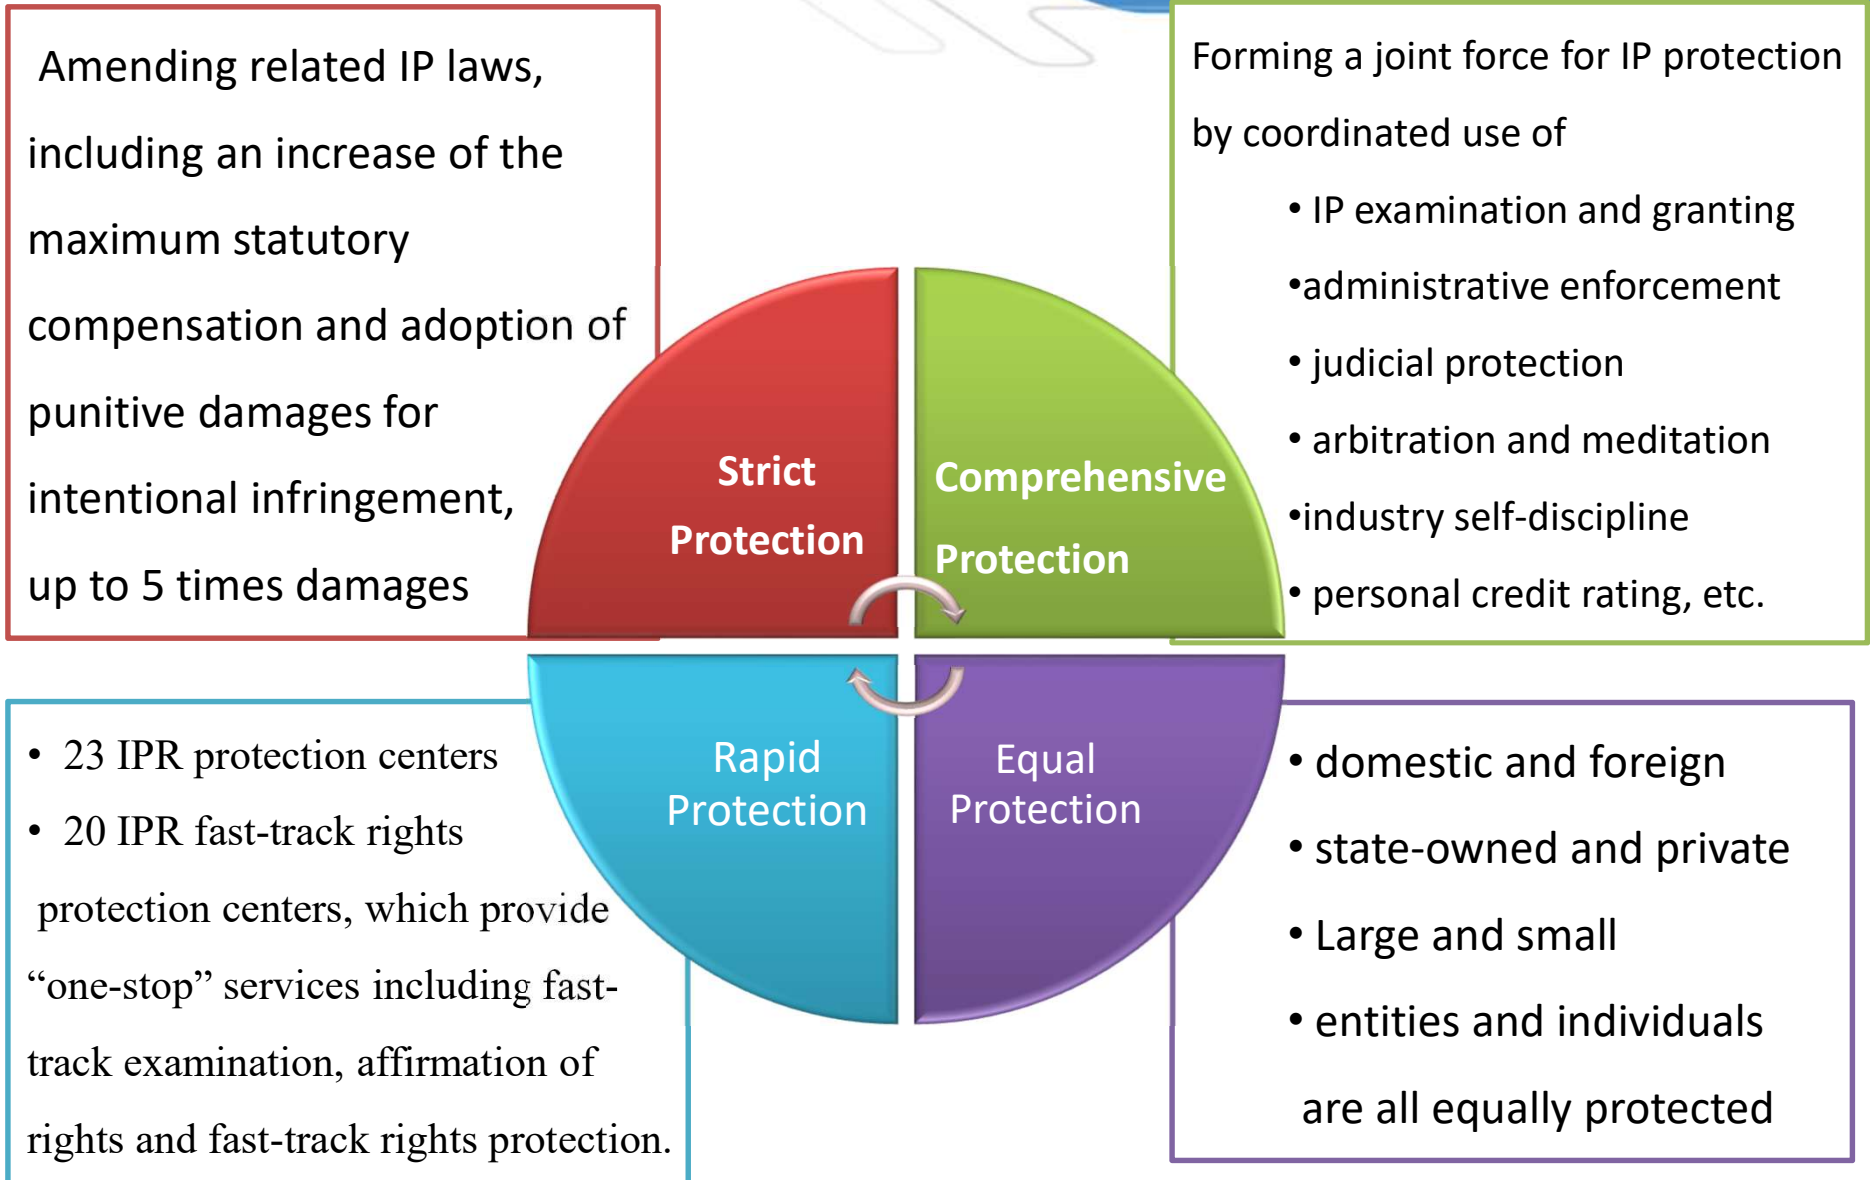 Amending related IP laws,
including an increase of the
maximum statutory
compensation and adoption of
punitive damages for
intentional infringement,
up to 5 times damages
Forming a joint force for IP protection
by coordinated use of
• IP examination and granting
•administrative enforcement
• judicial protection
• arbitration and meditation
•industry self-discipline
• personal credit rating, etc.
Strict
Protection
Comprehensive
Protection
Rapid
Protection
Equal
Protection
• 23 IPR protection centers
• 20 IPR fast-track rights
protection centers, which provide
“one-stop” services including fast-
track examination, affirmation of
rights and fast-track rights protection.
• domestic and foreign
• state-owned and private
• Large and small
• entities and individuals
are all equally protected